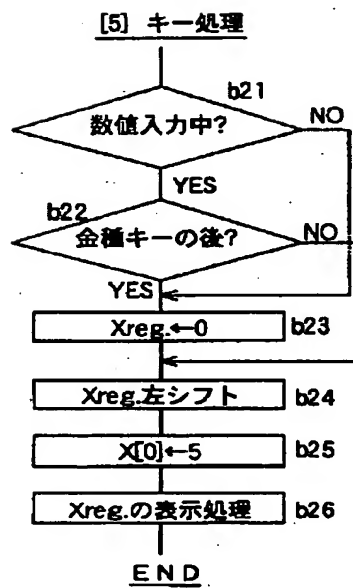 [5] キー処理
b21
数値入力中?
NO
YES
b22
金種キーの後?
NO
YES
Xreg.←0
b23
Xreg.左シフト
b24
X[0]←5
b25
Xreg.の表示処理
b26
END